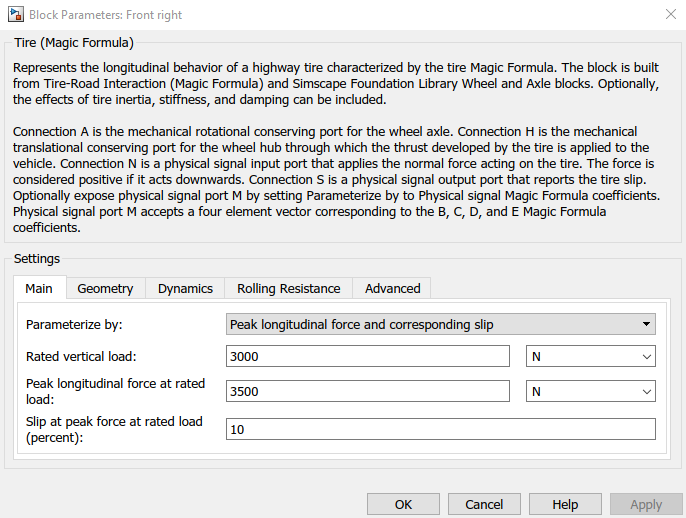 Block Parameters: Front right
Tire (Magic Formula)
Represents the longitudinal behavior of a highway tire characterized by the tire Magic Formula. The block is built
from Tire-Road Interaction (Magic Formula) and Simscape Foundation Library Wheel and Axle blocks. Optionally,
the effects of tire inertia, stiffness, and damping can be included.
Connection A is the mechanical rotational conserving port for the wheel axle. Connection H is the mechanical
translational conserving port for the wheel hub through which the thrust developed by the tire is applied to the
vehicle. Connection N is a physical signal input port that applies the normal force acting on the tire. The force is
considered positive if it acts downwards. Connection S is a physical signal output port that reports the tire slip.
Optionally expose physical signal port M by setting Parameterize by to Physical signal Magic Formula coefficients.
Physical signal port M accepts a four element vector corresponding to the B, C, D, and E Magic Formula
coefficients.
Settings
Main Geometry Dynamics Rolling Resistance Advanced
Parameterize by: Peak longitudinal force and corresponding slip
Rated vertical load: 3000 N
Peak longitudinal force at rated
load: 3500 N
Slip at peak force at rated load
(percent): 10
OK Cancel Help Apply